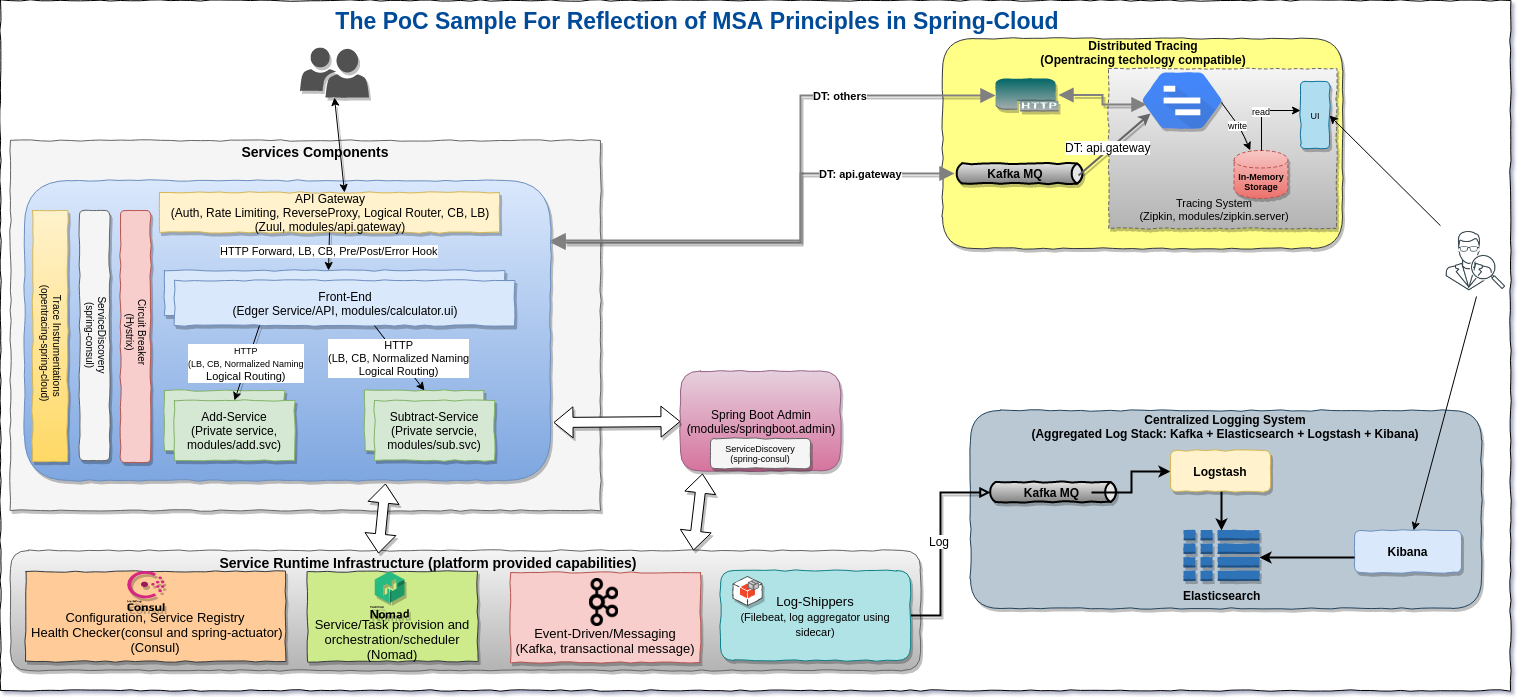 The PoC Sample For Reflection of MSA Principles in Spring-Cloud
Services Components
API Gateway
(Auth, Rate Limiting, ReverseProxy, Logical Router, CB, LB)
(Zuul, modules/api.gateway)
HTTP Forward, LB, CB, Pre/Post/Error Hook
Trace Instrumentations
(opentracing-spring-cloud)
ServiceDiscovery
(spring-consul)
Circuit Breaker
(Hystrix)
Front-End
(Edger Service/API, modules/calculator.ui)
HTTP
(LB, CB, Normalized Naming
Logical Routing)
HTTP
(LB, CB, Normalized Naming
Logical Routing)
Add-Service
(Private service,
modules/add.svc)
Subtract-Service
(Private servcie,
modules/sub.svc)
DT: others
DT: api.gateway
Distributed Tracing
(Opentracing techology compatible)
HTTP
Kafka MQ
DT: api.gateway
write
read
UI
In-Memory
Storage
Tracing System
(Zipkin, modules/zipkin.server)
Spring Boot Admin
(modules/springboot.admin)
ServiceDiscovery
(spring-consul)
Centralized Logging System
(Aggregated Log Stack: Kafka + Elasticsearch + Logstash + Kibana)
Kafka MQ
Logstash
Elasticsearch
Kibana
Log
Service Runtime Infrastructure (platform provided capabilities)
Consul
Configuration, Service Registry
Health Checker(consul and spring-actuator)
(Consul)
Nomad
Service/Task provision and
orchestration/scheduler
(Nomad)
Event-Driven/Messaging
(Kafka, transactional message)
Log-Shippers
(Filebeat, log aggregator using
sidecar)